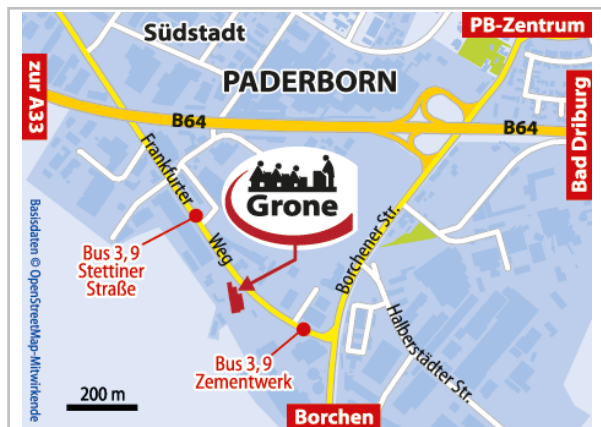 Südstadt
PB-Zentrum
zur A33
PADERBORN
B64
B64
Bad Driburg
Frankfurter
Weg
Grone
Borchener Str.
Bus 3, 9
Stettiner
Straße
Halberstädter Str.
Bus 3, 9
Zementwerk
200 m
Borchen
Basisdaten © OpenStreetMap-Mitwirkende